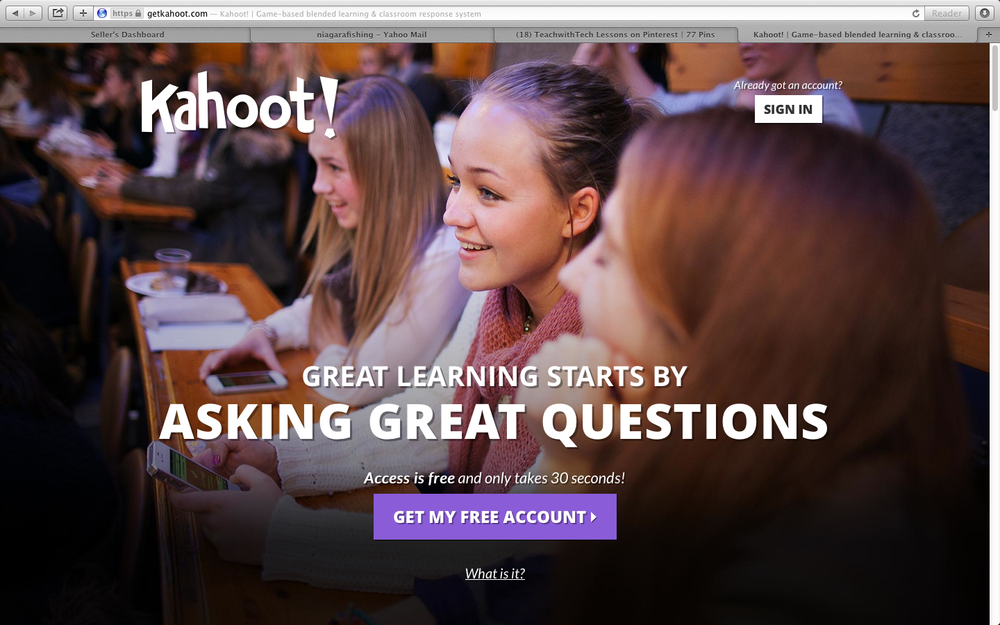 https getkahoot.com — Kahoot! | Game-based blended learning & classroom response system
Reader
Seller's Dashboard
niagarafishing – Yahoo Mail
(18) TeachwithTech Lessons on Pinterest | 77 Pins
Kahoot! | Game-based blended learning & classroo...
Kahoot!
Already got an account?
SIGN IN
GREAT LEARNING STARTS BY
ASKING GREAT QUESTIONS
Access is free and only takes 30 seconds!
GET MY FREE ACCOUNT
What is it?